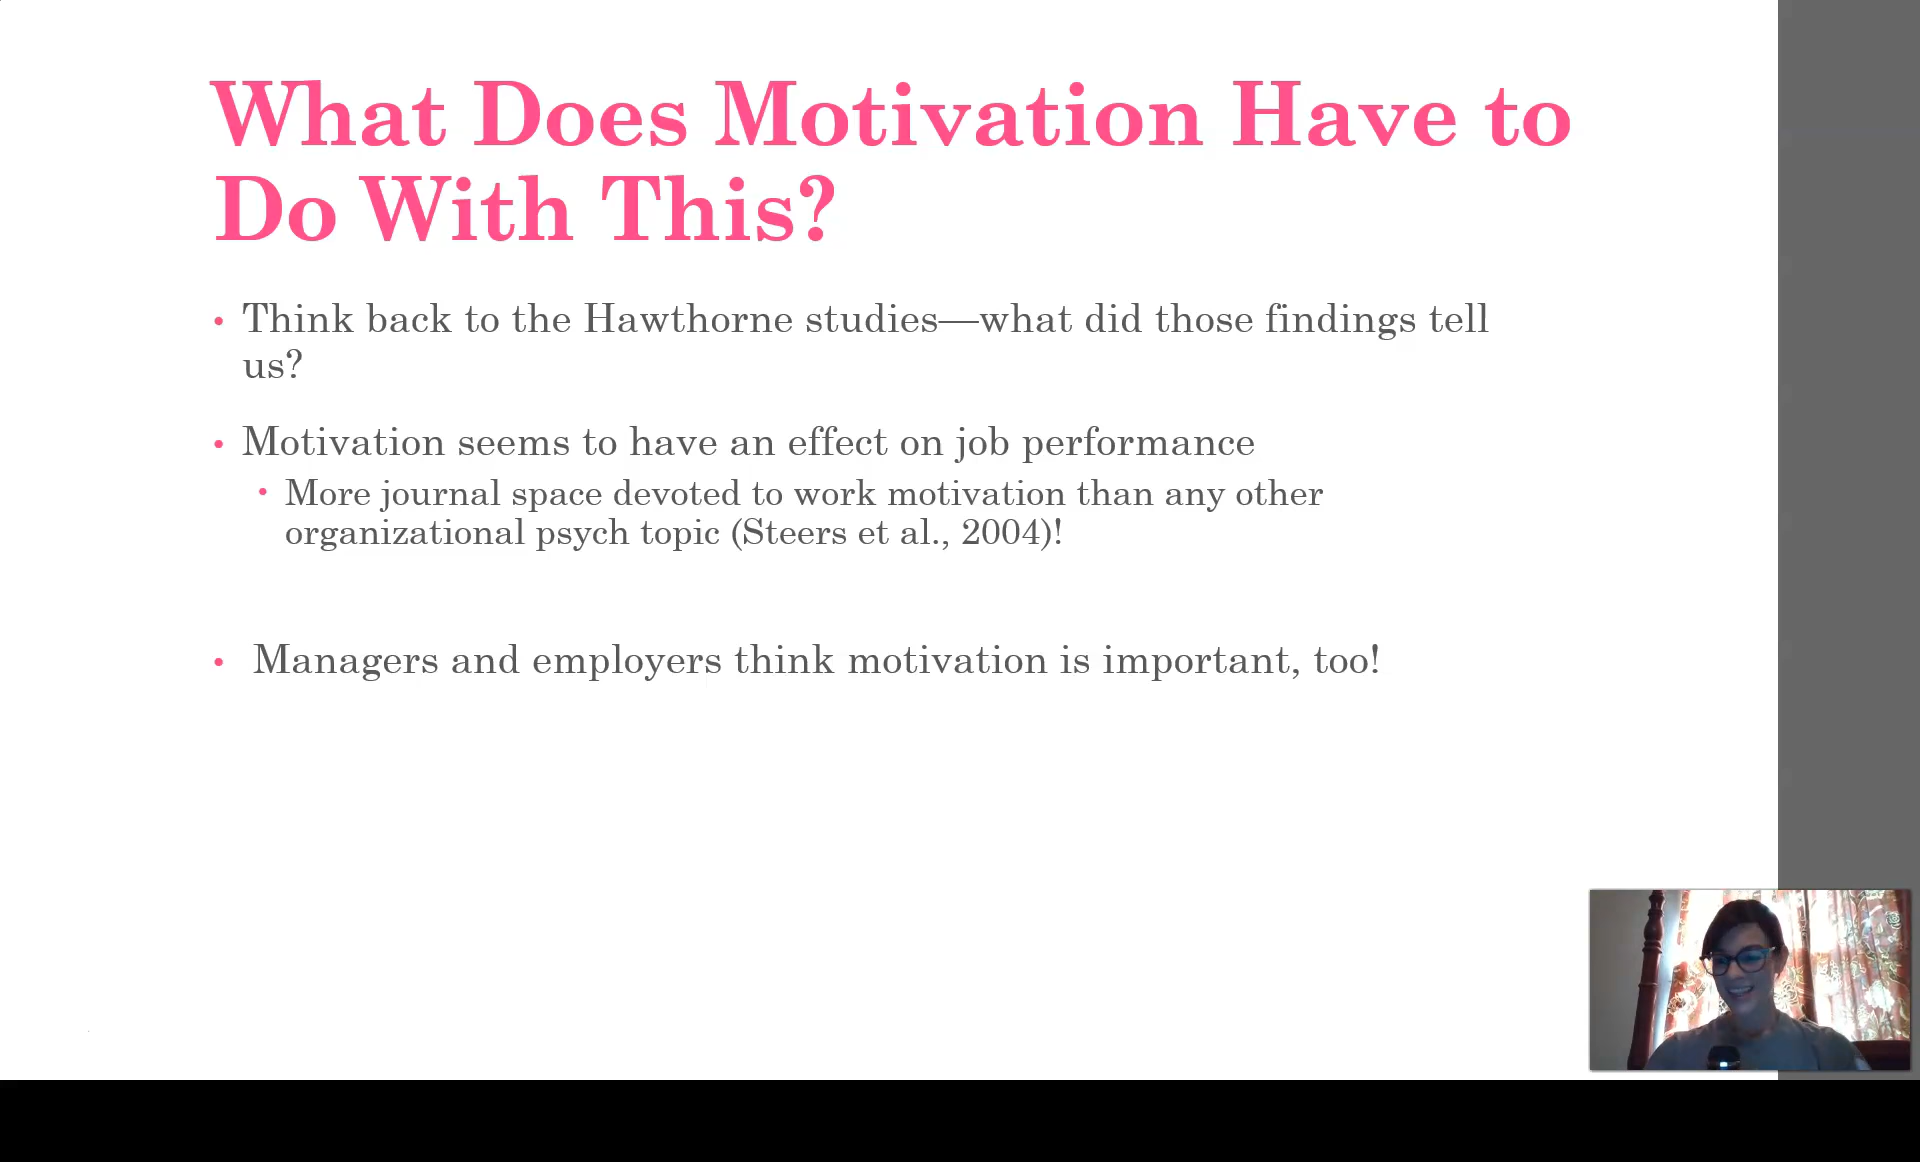 What Does Motivation Have to
Do With This?
• Think back to the Hawthorne studies—what did those findings tell
us?
• Motivation seems to have an effect on job performance
• More journal space devoted to work motivation than any other
organizational psych topic (Steers et al., 2004)!
• Managers and employers think motivation is important, too!